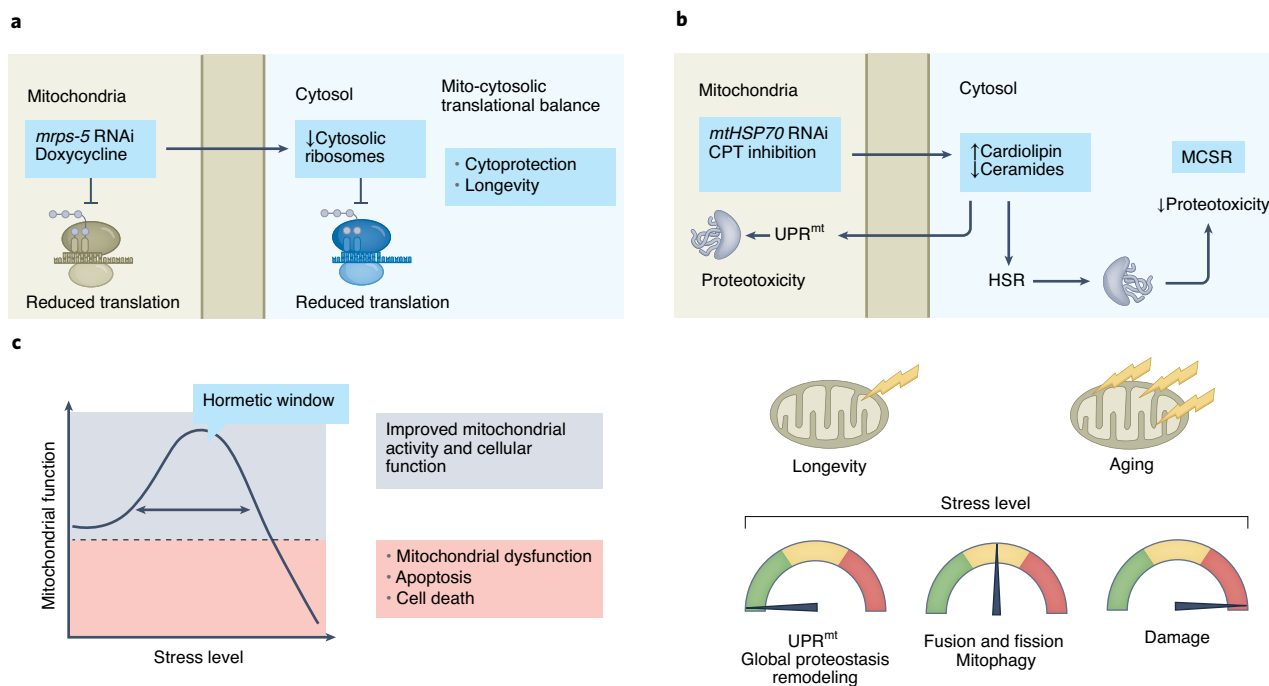 a
Mitochondria
mrps-5 RNAi
Doxycycline
Reduced translation
Cytosol
↓Cytosolic
ribosomes
Reduced translation
Mito-cytosolic
translational balance
• Cytoprotection
• Longevity
b
Mitochondria
mtHSP70 RNAi
CPT inhibition
UPRmt
Proteotoxicity
Cytosol
↑Cardiolipin
↓Ceramides
HSR
MCSR
↓Proteotoxicity
c
Mitochondrial function
Hormetic window
Stress level
Improved mitochondrial
activity and cellular
function
• Mitochondrial dysfunction
• Apoptosis
• Cell death
Longevity
Aging
Stress level
UPRmt
Global proteostasis
remodeling
Fusion and fission
Mitophagy
Damage